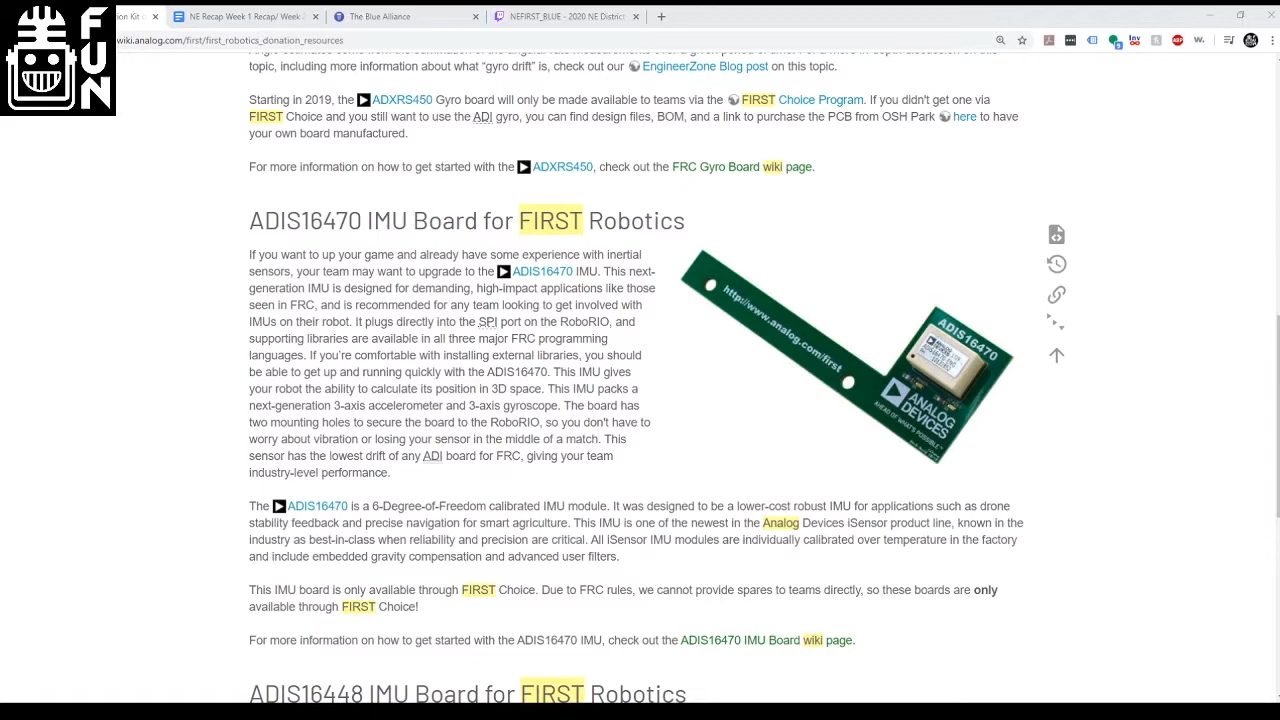 FUN
ion Kit
NE Recap Week 1 Recap/ Week
The Blue Alliance
NEFIRST_BLUE - 2020 NE District
wiki.analog.com/first/first_robotics_donation_resources
topic, including more information about what “gyro drift” is, check out our EngineerZone Blog post on this topic.
Starting in 2019, the ADXRS450 Gyro board will only be made available to teams via the FIRST Choice Program. If you didn't get one via
FIRST Choice and you still want to use the ADI gyro, you can find design files, BOM, and a link to purchase the PCB from OSH Park here to have
your own board manufactured.
For more information on how to get started with the ADXRS450, check out the FRC Gyro Board wiki page.
ADIS16470 IMU Board for FIRST Robotics
If you want to up your game and already have some experience with inertial
sensors, your team may want to upgrade to the ADIS16470 IMU. This next-
generation IMU is designed for demanding, high-impact applications like those
seen in FRC, and is recommended for any team looking to get involved with
IMUs on their robot. It plugs directly into the SPI port on the RoboRIO, and
supporting libraries are available in all three major FRC programming
languages. If you’re comfortable with installing external libraries, you should
be able to get up and running quickly with the ADIS16470. This IMU gives
your robot the ability to calculate its position in 3D space. This IMU packs a
next-generation 3-axis accelerometer and 3-axis gyroscope. The board has
two mounting holes to secure the board to the RoboRIO, so you don't have to
worry about vibration or losing your sensor in the middle of a match. This
sensor has the lowest drift of any ADI board for FRC, giving your team
industry-level performance.
http://www.analog.com/first
ADIS16470
ANALOG
DEVICES
AHEAD OF WHAT'S POSSIBLE
The ADIS16470 is a 6-Degree-of-Freedom calibrated IMU module. It was designed to be a lower-cost robust IMU for applications such as drone
stability feedback and precise navigation for smart agriculture. This IMU is one of the newest in the Analog Devices iSensor product line, known in the
industry as best-in-class when reliability and precision are critical. All iSensor IMU modules are individually calibrated over temperature in the factory
and include embedded gravity compensation and advanced user filters.
This IMU board is only available through FIRST Choice. Due to FRC rules, we cannot provide spares to teams directly, so these boards are only
available through FIRST Choice!
For more information on how to get started with the ADIS16470 IMU, check out the ADIS16470 IMU Board wiki page.
ADIS16448 IMU Board for FIRST Robotics